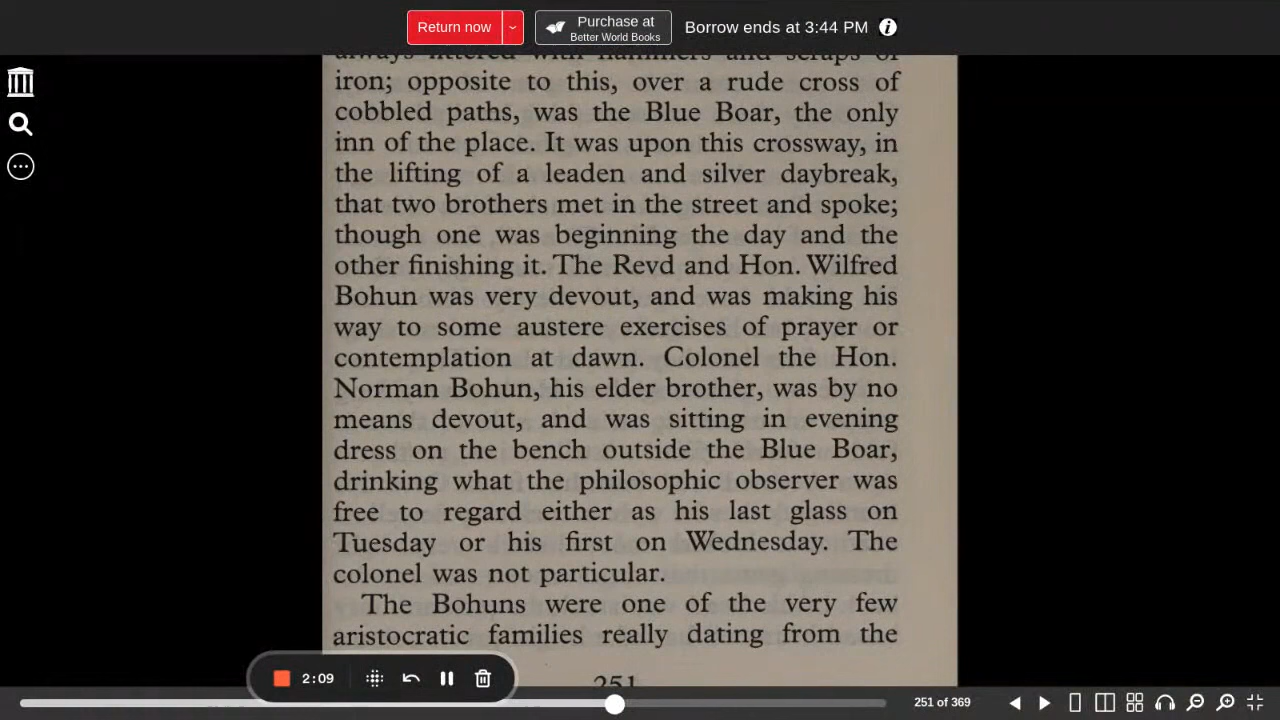 Return now
Purchase at
Better World Books
Borrow ends at 3:44 PM
always littered with hammers and scraps of
iron; opposite to this, over a rude cross of
cobbled paths, was the Blue Boar, the only
inn of the place. It was upon this crossway, in
the lifting of a leaden and silver daybreak,
that two brothers met in the street and spoke;
though one was beginning the day and the
other finishing it. The Revd and Hon. Wilfred
Bohun was very devout, and was making his
way to some austere exercises of prayer or
contemplation at dawn. Colonel the Hon.
Norman Bohun, his elder brother, was by no
means devout, and was sitting in evening
dress on the bench outside the Blue Boar,
drinking what the philosophic observer was
free to regard either as his last glass on
Tuesday or his first on Wednesday. The
colonel was not particular.
The Bohuns were one of the very few
aristocratic families really dating from the
251
2:09
251 of 369